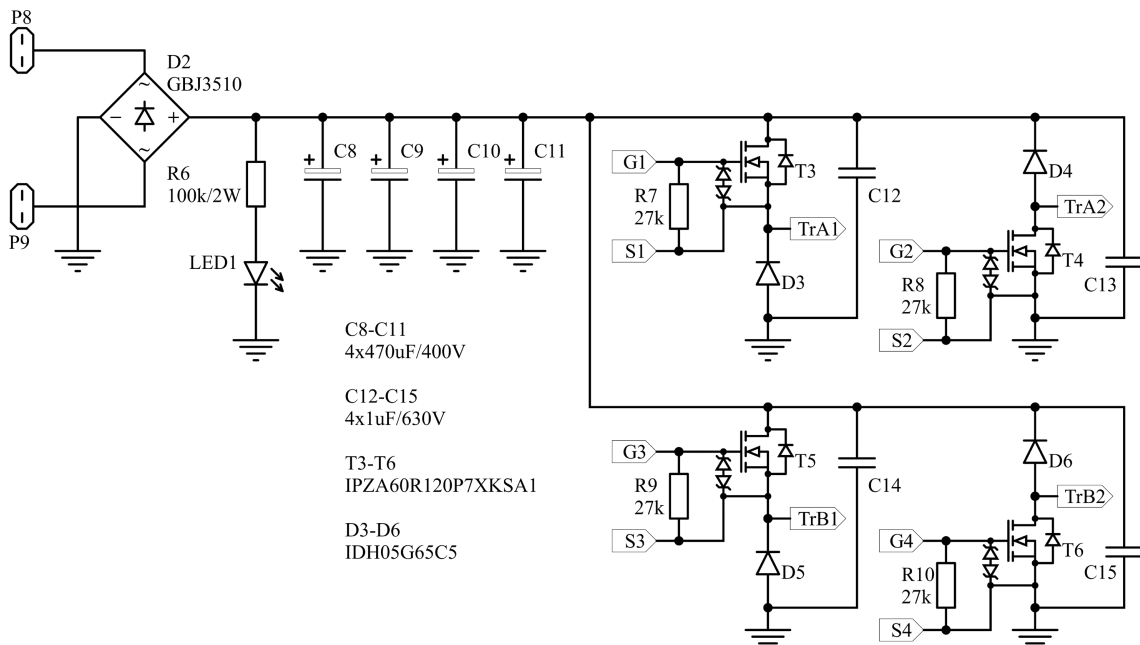 P8
D2
GBJ3510
~
−
+
~
R6
100k/2W
P9
LED1
+
C8
+
C9
+
C10
+
C11
C8-C11
4x470uF/400V
C12-C15
4x1uF/630V
T3-T6
IPZA60R120P7XKSA1
D3-D6
IDH05G65C5
G1
R7
27k
S1
T3
TrA1
D3
C12
D4
TrA2
G2
R8
27k
S2
T4
C13
G3
R9
27k
S3
T5
TrB1
D5
C14
D6
TrB2
G4
R10
27k
S4
T6
C15